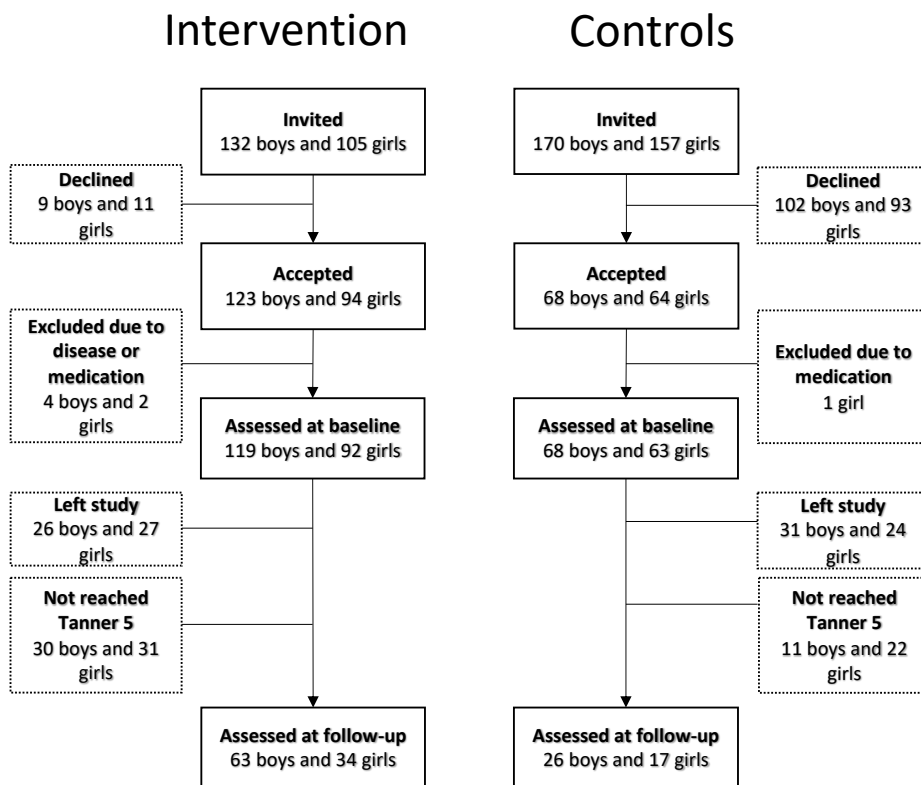 Intervention
Controls
Invited
132 boys and 105 girls
Invited
170 boys and 157 girls
Declined
9 boys and 11
girls
Declined
102 boys and 93
girls
Accepted
123 boys and 94 girls
Accepted
68 boys and 64 girls
Excluded due to
disease or
medication
4 boys and 2
girls
Excluded due to
medication
1 girl
Assessed at baseline
119 boys and 92 girls
Assessed at baseline
68 boys and 63 girls
Left study
26 boys and 27
girls
Left study
31 boys and 24
girls
Not reached
Tanner 5
30 boys and 31
girls
Not reached
Tanner 5
11 boys and 22
girls
Assessed at follow-up
63 boys and 34 girls
Assessed at follow-up
26 boys and 17 girls